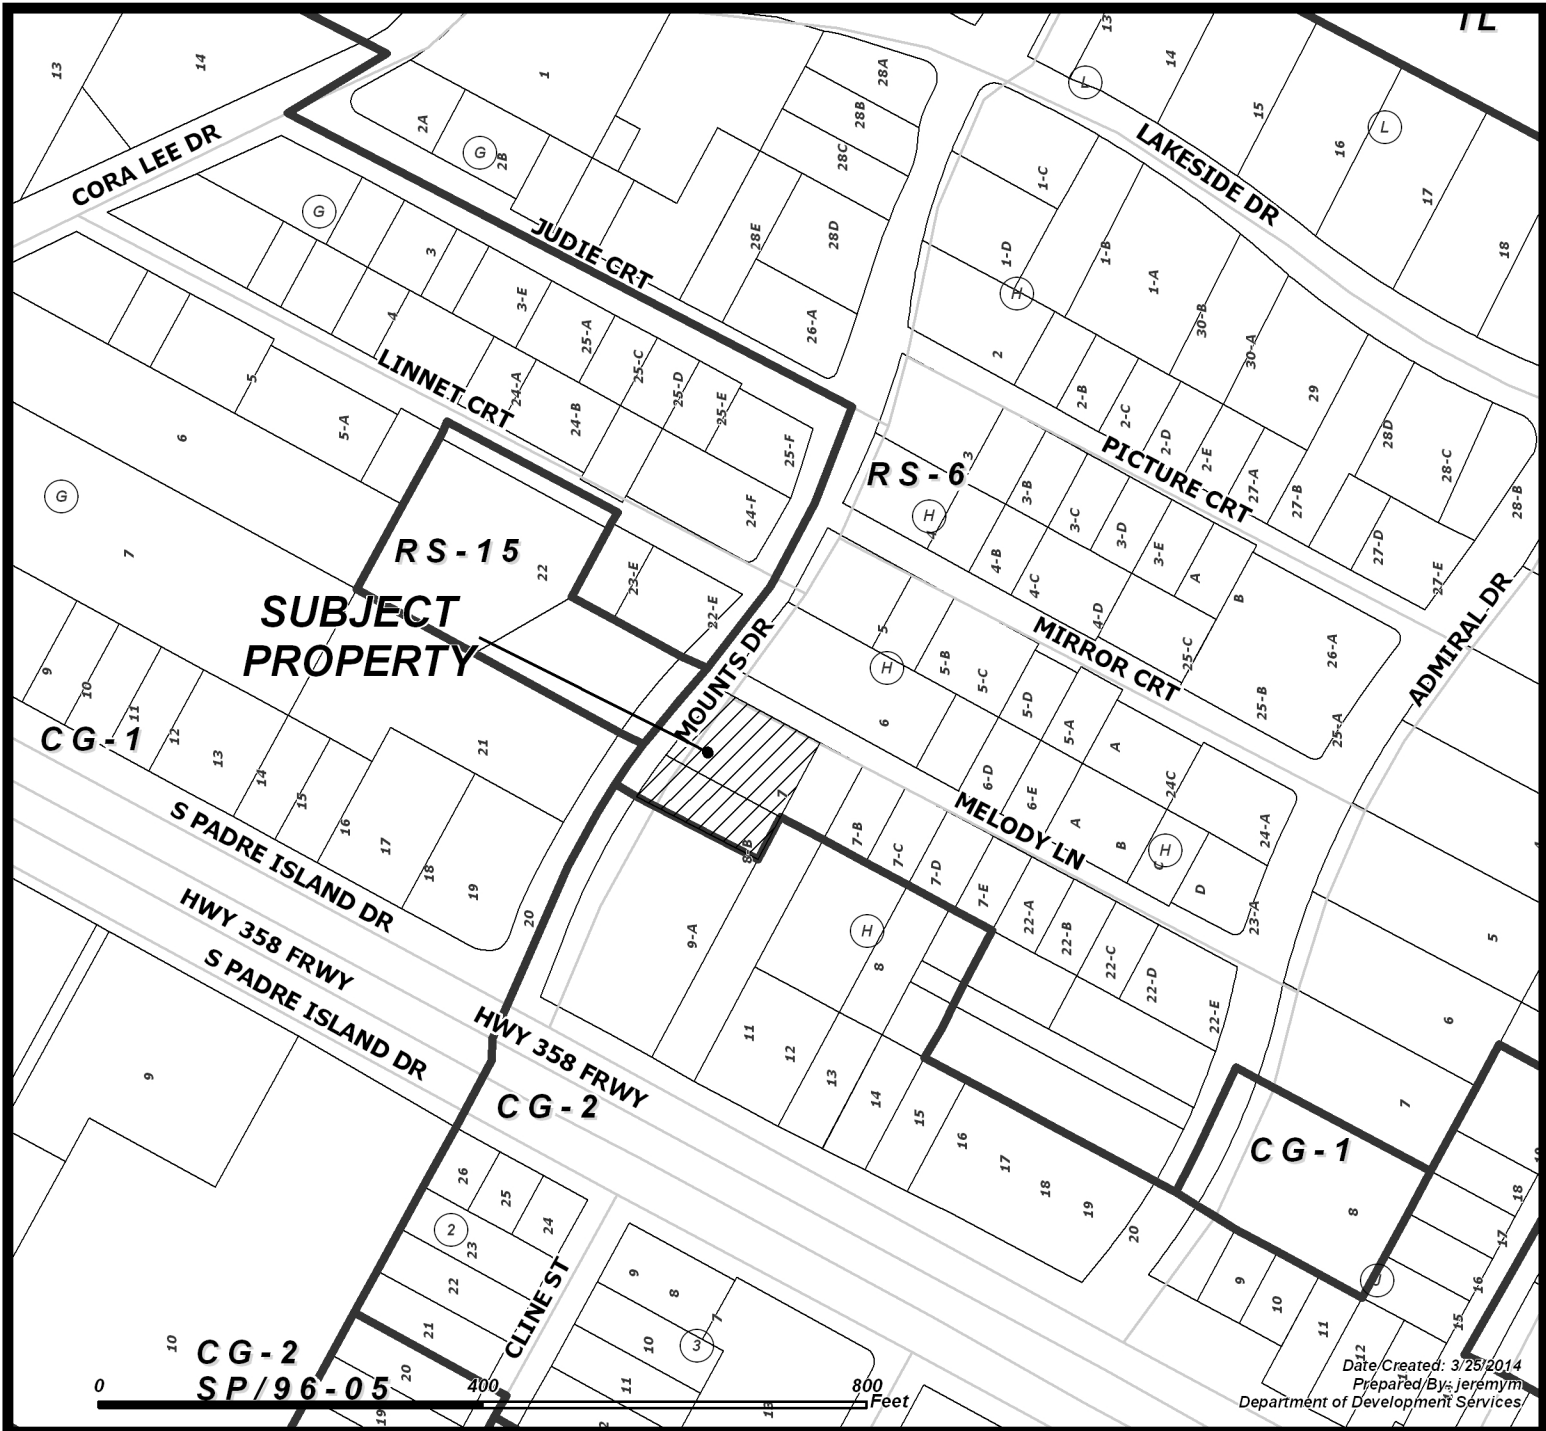 TL
13
14
1
2A
G
2B
28A
28B
28C
13
14
L
15
L
16
17
18
CORA LEE DR
LAKESIDE DR
G
3
3-E
4
JUDIE CRT
28E
28D
26-A
1-C
1-D
H
1-B
1-A
30-B
30-A
29
2
2-B
2-C
2-D
2-E
27-A
27-B
28D
28-C
28-B
27-D
27-E
25-A
25-C
25-D
25-E
25-F
LINNET CRT
24-A
24-B
24-F
5
5-A
6
G
7
RS-15
22
23-E
22-E
RS-6
3
H
4
3-B
3-C
3-D
3-E
A
B
PICTURE CRT
4-B
4-C
4-D
25-C
25-B
26-A
25-A
MIRROR CRT
ADMIRAL DR
SUBJECT
PROPERTY
MOUNTS DR
5
H
5-B
5-C
5-D
5-A
A
6
6-D
6-E
A
B
24C
H
C
D
24-A
23-A
MELODY LN
9
10
11
12
13
14
15
16
17
18
19
20
21
CG-1
S PADRE ISLAND DR
HWY 358 FRWY
S PADRE ISLAND DR
HWY 358 FRWY
7
8-B
7-B
7-C
7-D
7-E
22-A
22-B
22-C
22-D
22-E
9-A
H
8
11
12
13
14
15
16
17
18
19
20
4
5
6
7
CG-1
8
9
CG-2
26
25
24
2
23
22
21
20
19
CLINE ST
9
8
7
10
3
11
2
13
9
10
11
12
J
15
16
17
18
19
10
CG-2
SP/96-05
0
400
800
Feet
Date Created: 3/25/2014
Prepared By: jeremym
Department of Development Services